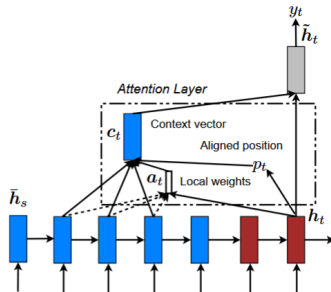 y_t
h̃_t
Attention Layer
c_t
Context vector
Aligned position
a_t
p_t
Local weights
h̄_s
h_t